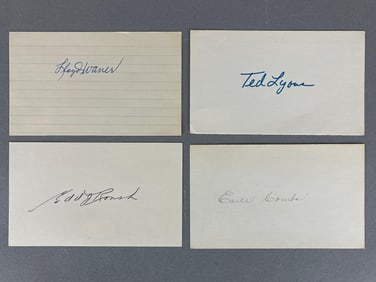 Lloyd Waner
Ted Lyons
Edd J Roush
Earle Combs